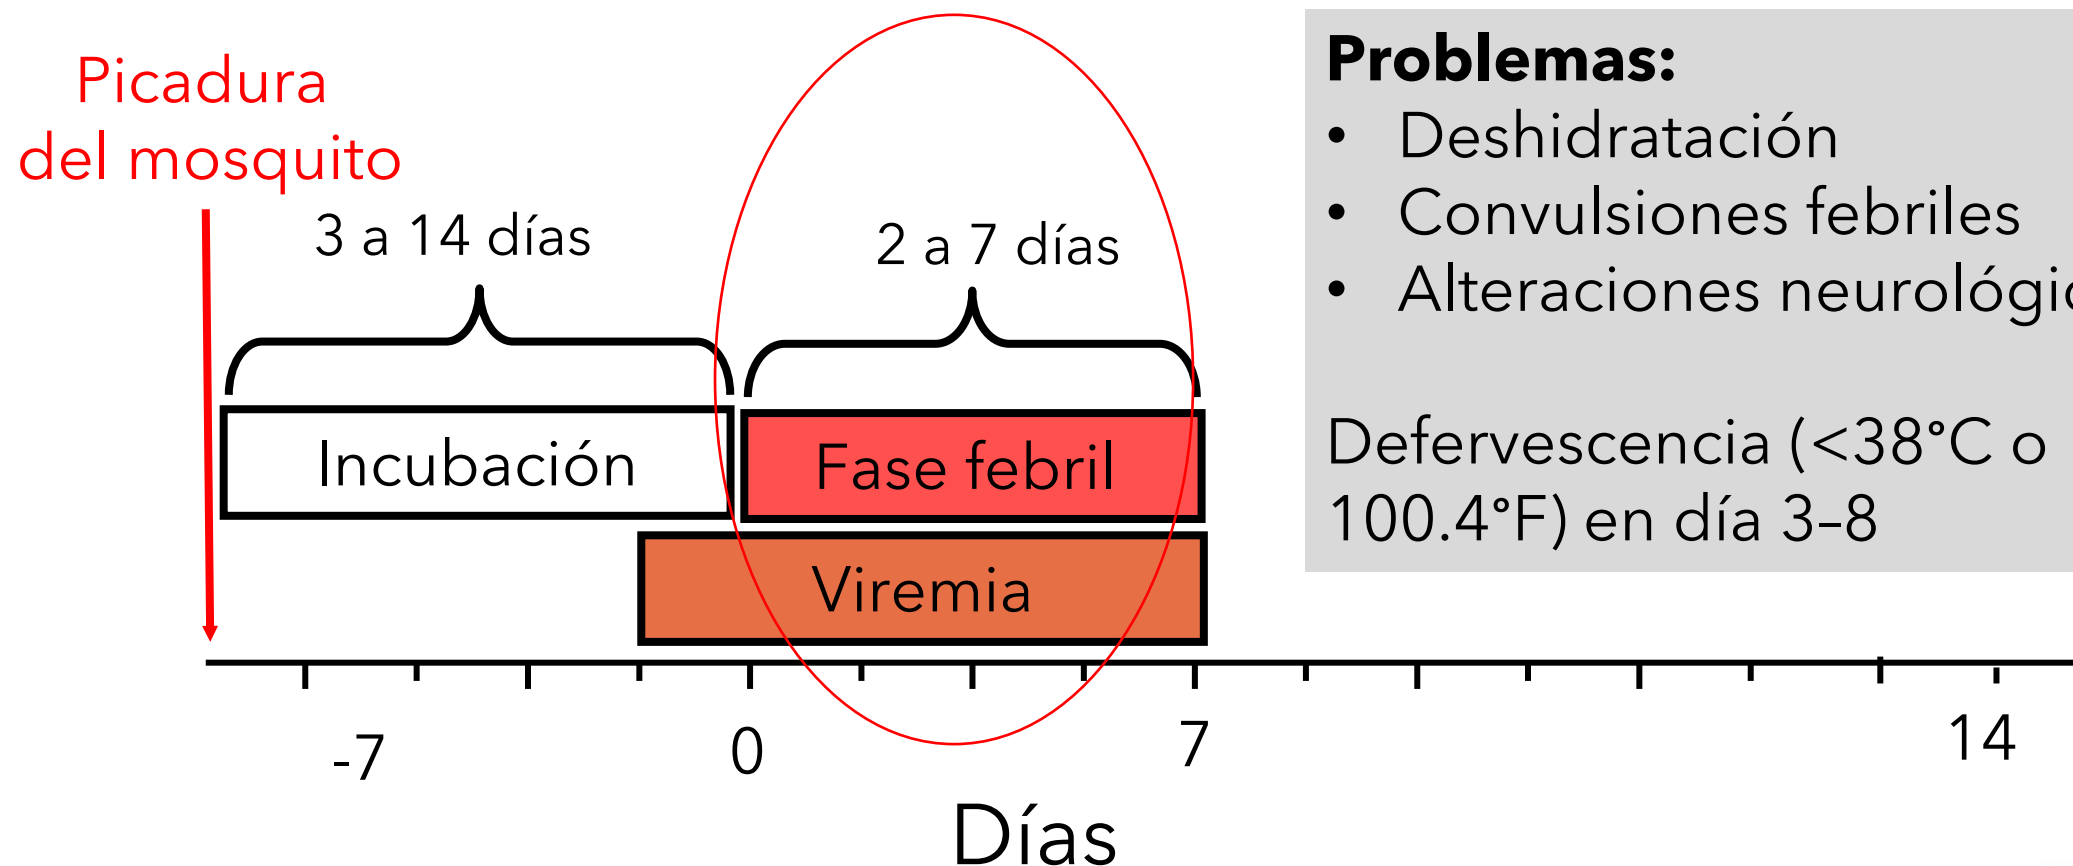 Picadura
del mosquito
3 a 14 días
2 a 7 días
Incubación
Fase febril
Viremia
-7
0
7
14
Días
Problemas:
• Deshidratación
• Convulsiones febriles
• Alteraciones
Defervescencia (<38°C o
100.4°F) en día 3–8